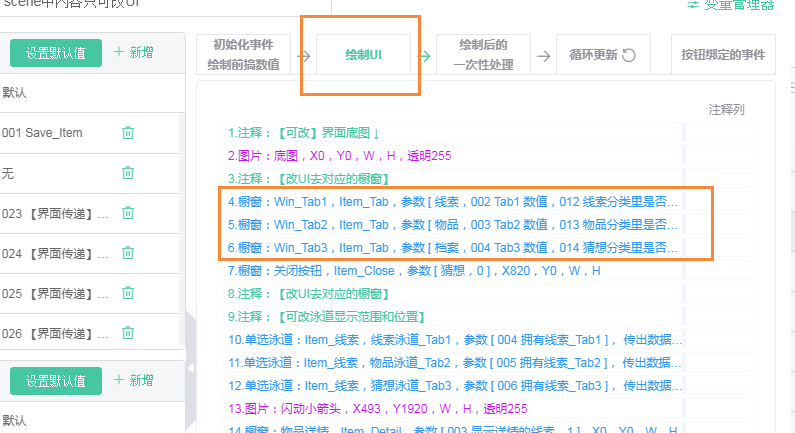 scene中内容只可改UI
变量管理器
设置默认值
+ 新增
默认
001 Save_Item
无
023 【界面传递】...
024 【界面传递】...
025 【界面传递】...
026 【界面传递】...
设置默认值
+ 新增
默认
初始化事件
绘制前搞数值
绘制UI
绘制后的
一次性处理
循环更新
按钮绑定的事件
注释列
1.注释：【可改】界面底图↓
2.图片：底图，X0，Y0，W，H，透明255
3.注释：【改UI去对应的橱窗】
4.橱窗：Win_Tab1，Item_Tab，参数 [ 线索，002 Tab1 数值，012 线索分类里是否...
5.橱窗：Win_Tab2，Item_Tab，参数 [ 物品，003 Tab2 数值，013 物品分类里是否...
6.橱窗：Win_Tab3，Item_Tab，参数 [ 档案，004 Tab3 数值，014 猜想分类里是否...
7.橱窗：关闭按钮，Item_Close，参数 [ 猜想，0 ]，X820，Y0，W，H
8.注释：【改UI去对应的橱窗】
9.注释：【可改泳道显示范围和位置】
10.单选泳道：Item_线索，线索泳道_Tab1，参数 [ 004 拥有线索_Tab1 ]， 传出数据...
11.单选泳道：Item_线索，物品泳道_Tab2，参数 [ 005 拥有线索_Tab2 ]， 传出数据...
12.单选泳道：Item_线索，猜想泳道_Tab3，参数 [ 006 拥有线索_Tab3 ]， 传出数据...
13.图片：闪动小箭头，X493，Y1920，W，H，透明255
14.橱窗：物品详情，Item_Detail，参数 [ 003 显示详情的线索，1 ]，X0，Y0，W，H